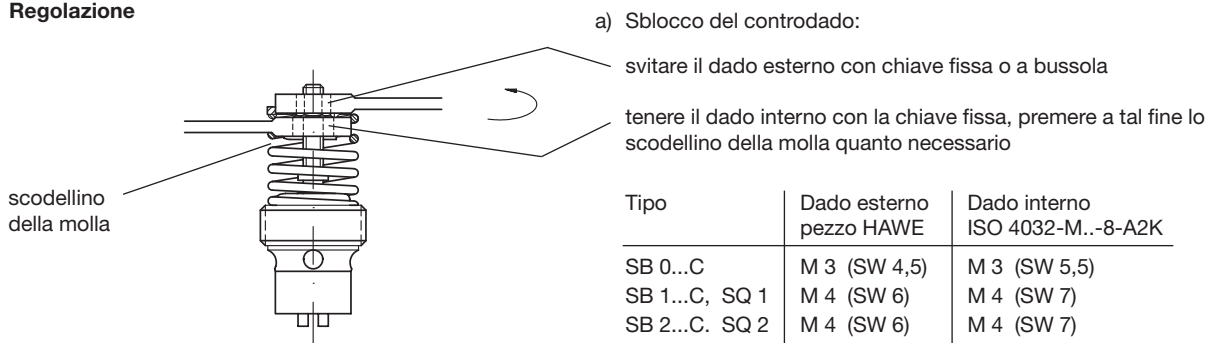 Regolazione
a) Sblocco del controdado:
svitare il dado esterno con chiave fissa o a bussola
tenere il dado interno con la chiave fissa, premere a tal fine lo
scodellino della molla quanto necessario
scodellino
della molla
Tipo Dado esterno Dado interno
pezzo HAWE ISO 4032-M..-8-A2K
SB 0...C M 3 (SW 4,5) M 3 (SW 5,5)
SB 1...C, SQ 1 M 4 (SW 6) M 4 (SW 7)
SB 2...C. SQ 2 M 4 (SW 6) M 4 (SW 7)